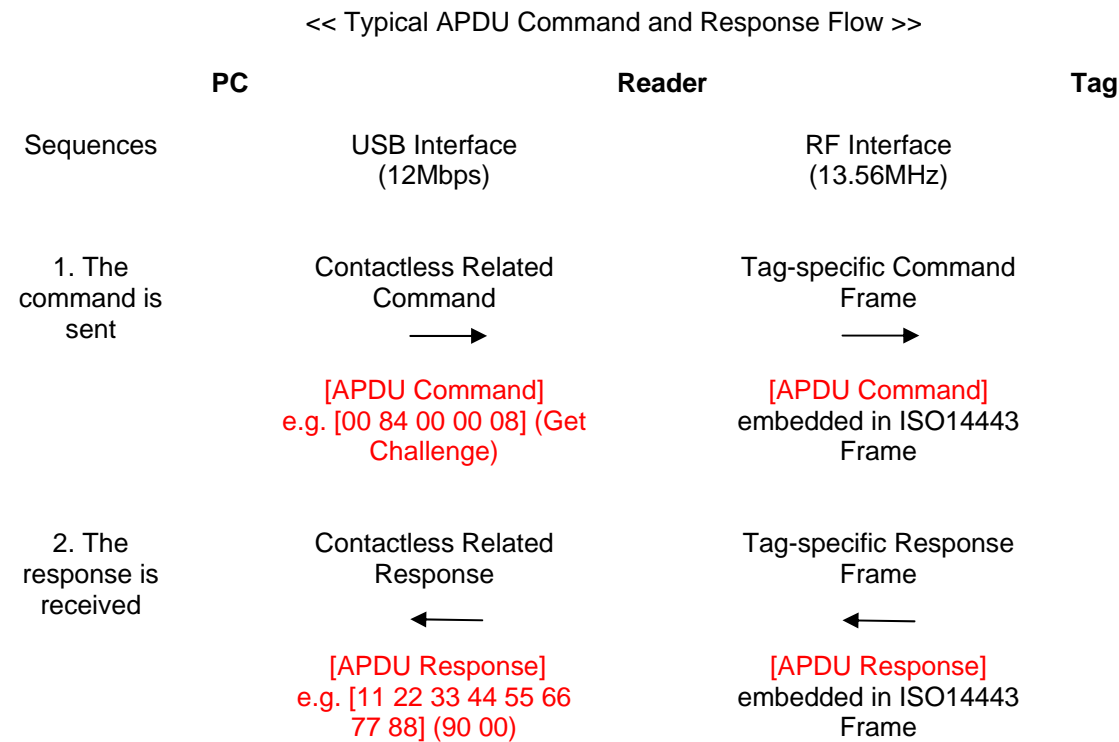 << Typical APDU Command and Response Flow >>
PC Reader Tag
Sequences USB Interface RF Interface
(12Mbps) (13.56MHz)
1. The Contactless Related Tag-specific Command
command is Command Frame
sent
[APDU Command] [APDU Command]
e.g. [00 84 00 00 08] (Get embedded in ISO14443
Challenge) Frame
2. The Contactless Related Tag-specific Response
response is Response Frame
received
[APDU Response] [APDU Response]
e.g. [11 22 33 44 55 66 embedded in ISO14443
77 88] (90 00) Frame